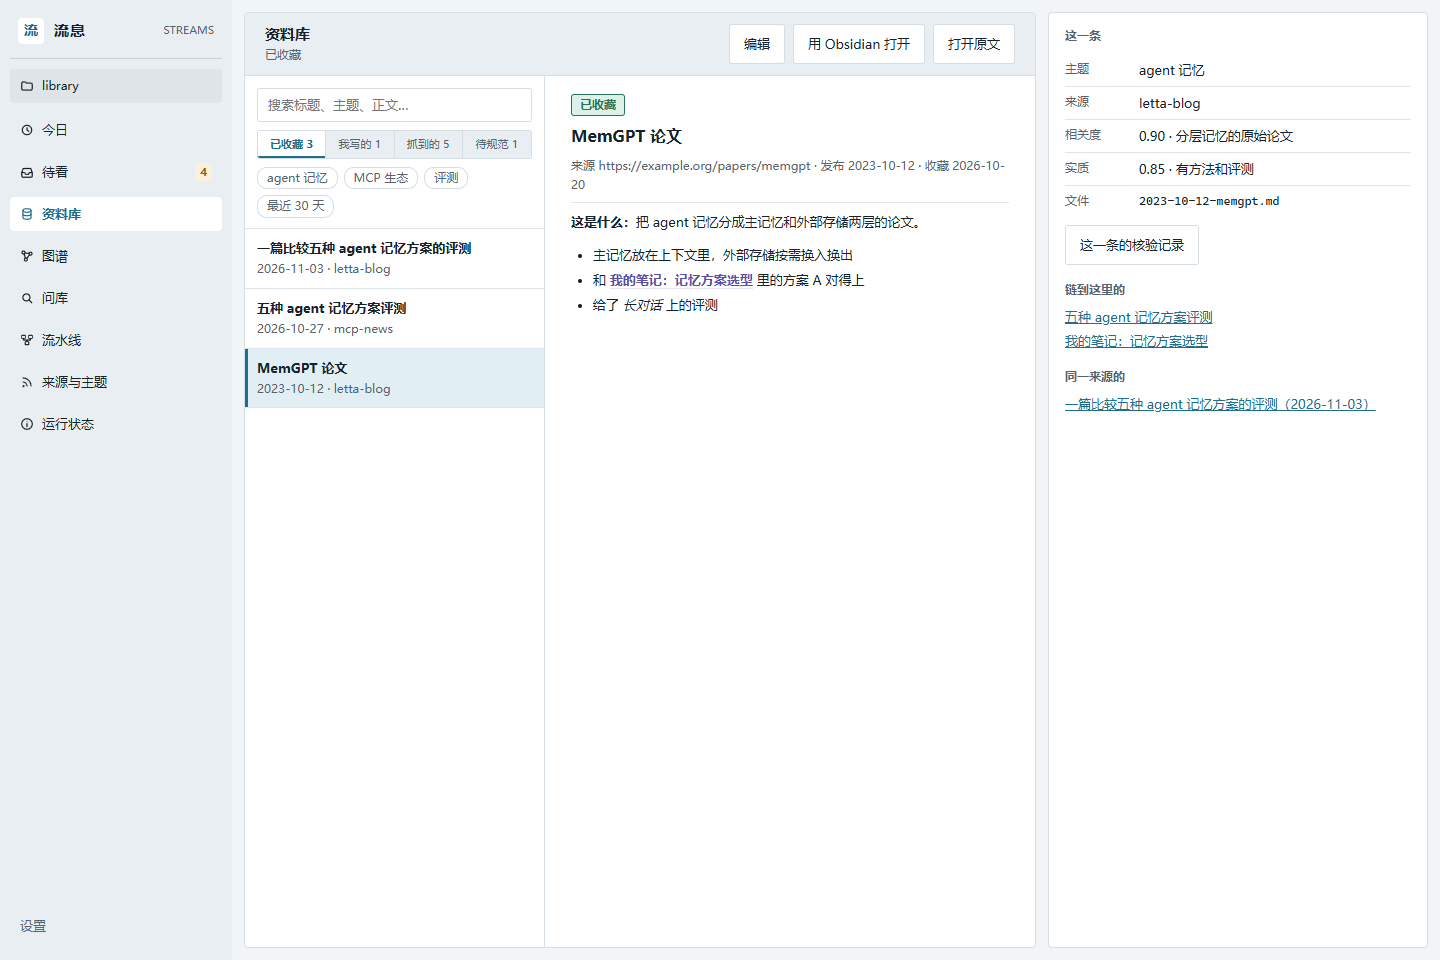 流 流息 STREAMS
library
今日
待看 4
资料库
图谱
问库
流水线
来源与主题
运行状态
设置
资料库
已收藏
编辑 用 Obsidian 打开 打开原文
搜索标题、主题、正文...
已收藏 3 我写的 1 抓到的 5 待规范 1
agent 记忆 MCP 生态 评测
最近 30 天
一篇比较五种 agent 记忆方案的评测
2026-11-03 · letta-blog
五种 agent 记忆方案评测
2026-10-27 · mcp-news
MemGPT 论文
2023-10-12 · letta-blog
已收藏
MemGPT 论文
来源 https://example.org/papers/memgpt · 发布 2023-10-12 · 收藏 2026-10-
20
这是什么：把 agent 记忆分成主记忆和外部存储两层的论文。
• 主记忆放在上下文里，外部存储按需换入换出
• 和 我的笔记：记忆方案选型 里的方案 A 对得上
• 给了 长对话 上的评测
这一条
主题 agent 记忆
来源 letta-blog
相关度 0.90 · 分层记忆的原始论文
实质 0.85 · 有方法和评测
文件 2023-10-12-memgpt.md
这一条的核验记录
链到这里的
五种 agent 记忆方案评测
我的笔记：记忆方案选型
同一来源的
一篇比较五种 agent 记忆方案的评测（2026-11-03）